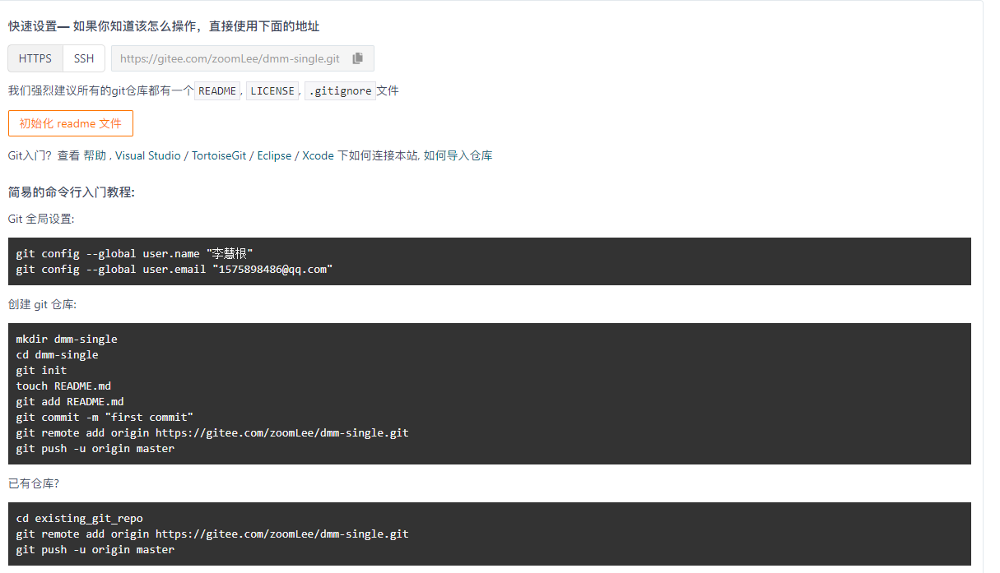 快速设置— 如果你知道该怎么操作，直接使用下面的地址
HTTPS SSH https://gitee.com/zoomLee/dmm-single.git
我们强烈建议所有的git仓库都有一个 README , LICENSE , .gitignore 文件
初始化 readme 文件
Git入门？查看 帮助 , Visual Studio / TortoiseGit / Eclipse / Xcode 下如何连接本站, 如何导入仓库
简易的命令行入门教程:
Git 全局设置:
git config --global user.name "李慧根"
git config --global user.email "1575898486@qq.com"
创建 git 仓库:
mkdir dmm-single
cd dmm-single
git init
touch README.md
git add README.md
git commit -m "first commit"
git remote add origin https://gitee.com/zoomLee/dmm-single.git
git push -u origin master
已有仓库?
cd existing_git_repo
git remote add origin https://gitee.com/zoomLee/dmm-single.git
git push -u origin master